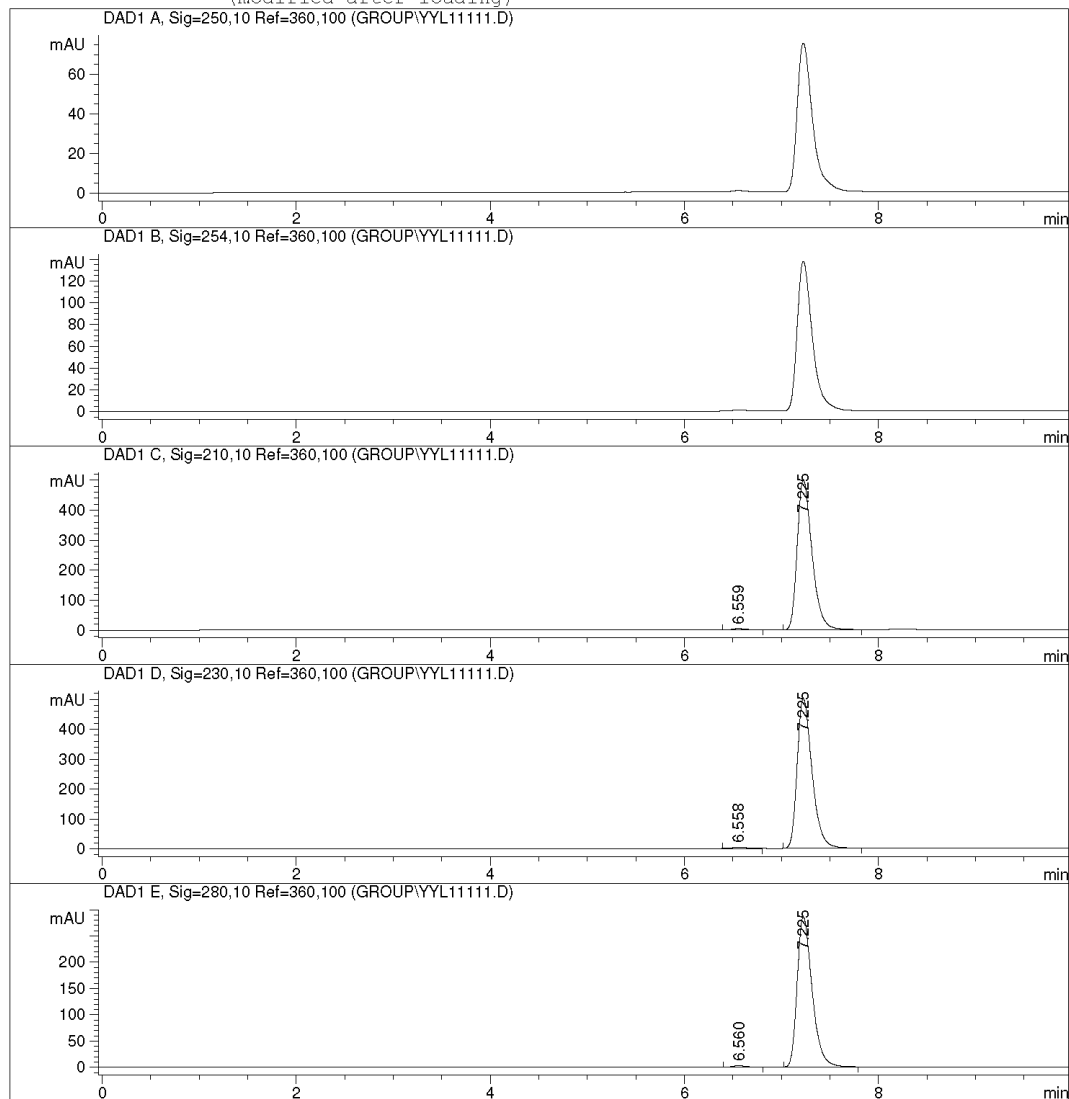 (modified after loading)
DAD1 A, Sig=250,10 Ref=360,100 (GROUP\YYL11111.D)
mAU
60
40
20
0
0 2 4 6 8 min
DAD1 B, Sig=254,10 Ref=360,100 (GROUP\YYL11111.D)
mAU
120
100
80
60
40
20
0
0 2 4 6 8 min
DAD1 C, Sig=210,10 Ref=360,100 (GROUP\YYL11111.D)
mAU
7.225
400
300
200
100
6.559
0
0 2 4 6 8 min
DAD1 D, Sig=230,10 Ref=360,100 (GROUP\YYL11111.D)
mAU
7.225
400
300
200
100
6.558
0
0 2 4 6 8 min
DAD1 E, Sig=280,10 Ref=360,100 (GROUP\YYL11111.D)
mAU
7.225
200
150
100
50
6.560
0
0 2 4 6 8 min